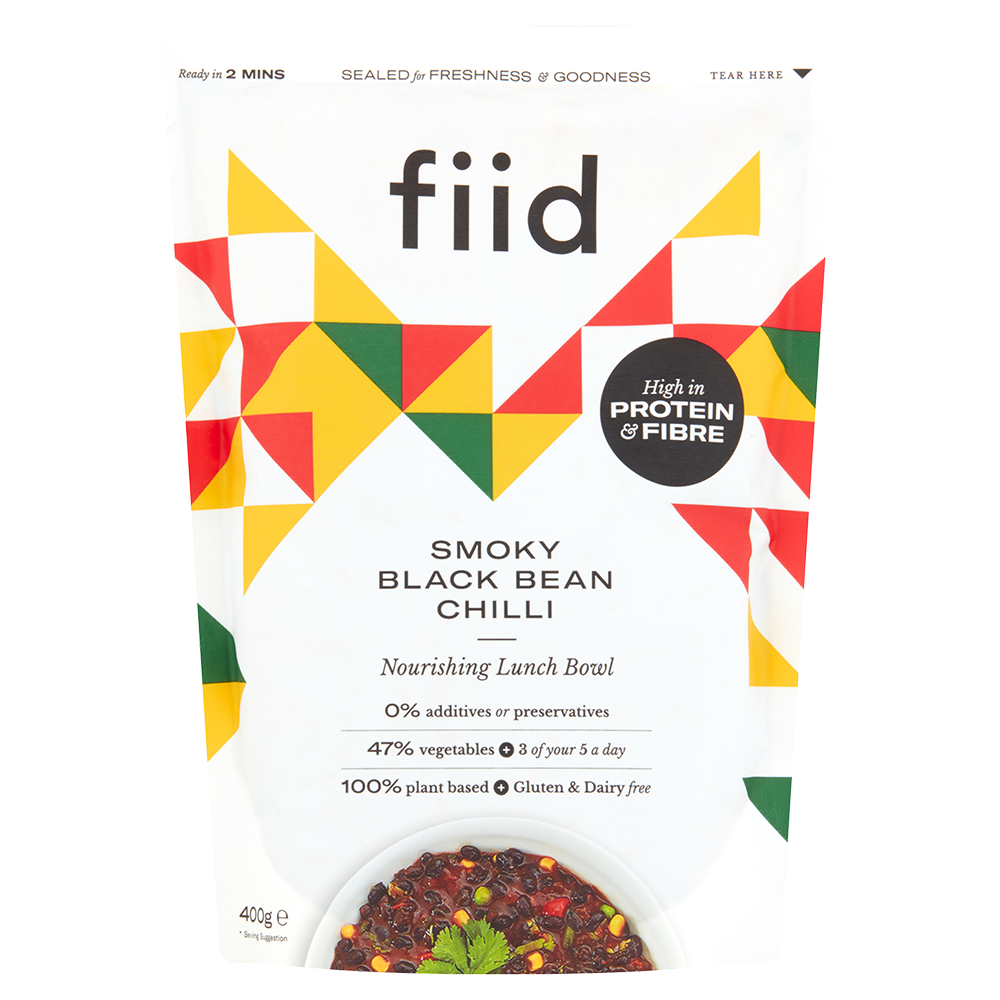 Ready in 2 MINS
SEALED for FRESHNESS & GOODNESS
TEAR HERE
fiid
High in
PROTEIN
& FIBRE
SMOKY
BLACK BEAN
CHILLI
Nourishing Lunch Bowl
0% additives or preservatives
47% vegetables + 3 of your 5 a day
100% plant based + Gluten & Dairy free
400g e
* Serving Suggestion